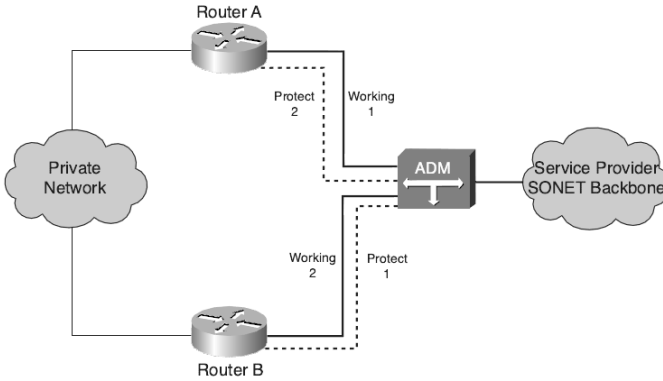 Router A
Protect
2
Working
1
Private
Network
ADM
Service Provider
SONET Backbone
Working
2
Protect
1
Router B